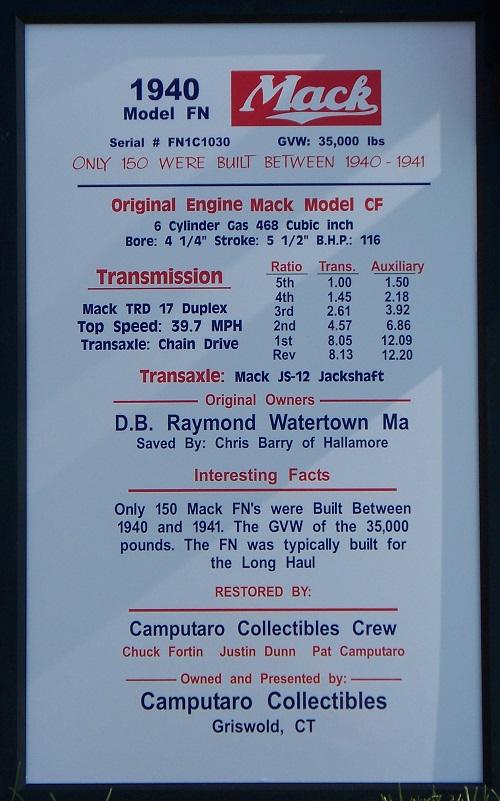 1940
Model FN
Mack
Serial # FN1C1030 GVW: 35,000 lbs
ONLY 150 WERE BUILT BETWEEN 1940 - 1941
Original Engine Mack Model CF
6 Cylinder Gas 468 Cubic inch
Bore: 4 1/4" Stroke: 5 1/2" B.H.P.: 116
Transmission
Mack TRD 17 Duplex
Top Speed: 39.7 MPH
Transaxle: Chain Drive
Ratio Trans. Auxiliary
5th 1.00 1.50
4th 1.45 2.18
3rd 2.61 3.92
2nd 4.57 6.86
1st 8.05 12.09
Rev 8.13 12.20
Transaxle: Mack JS-12 Jackshaft
Original Owners
D.B. Raymond Watertown Ma
Saved By: Chris Barry of Hallamore
Interesting Facts
Only 150 Mack FN's were Built Between
1940 and 1941. The GVW of the 35,000
pounds. The FN was typically built for
the Long Haul
RESTORED BY:
Camputaro Collectibles Crew
Chuck Fortin Justin Dunn Pat Camputaro
Owned and Presented by:
Camputaro Collectibles
Griswold, CT